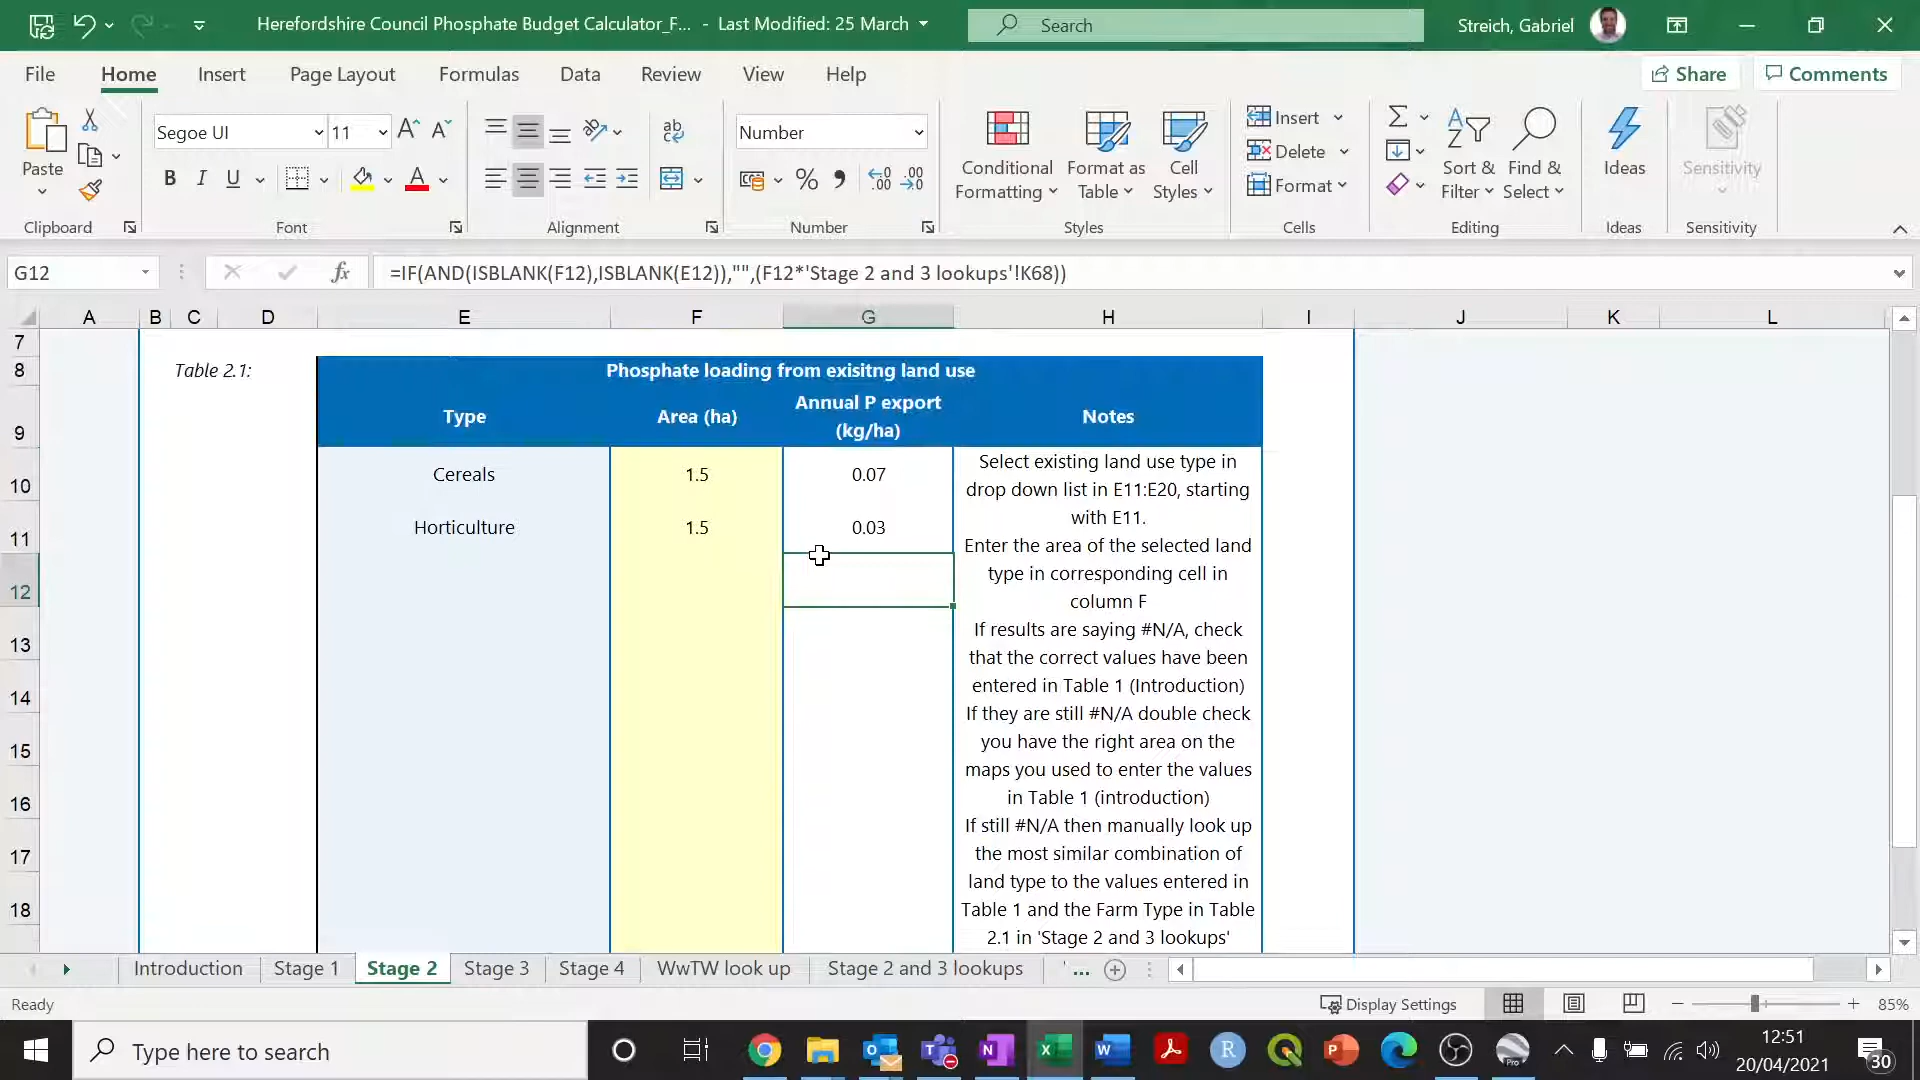 Herefordshire Council Phosphate Budget Calculator_F... - Last Modified: 25 March
Search
Streich, Gabriel
File Home Insert Page Layout Formulas Data Review View Help
Share Comments
Paste
Segoe UI 11
B I U
ab
Number
Conditional Formatting
Format as Table
Cell Styles
Insert
Delete
Format
Sort & Filter
Find & Select
Ideas
Sensitivity
Clipboard Font Alignment Number Styles Cells Editing Ideas Sensitivity
G12
fx
=IF(AND(ISBLANK(F12),ISBLANK(E12)),"",(F12*'Stage 2 and 3 lookups'!K68))
A B C D E F G H I J K L
7
8 Table 2.1: Phosphate loading from exisitng land use
9 Type Area (ha) Annual P export (kg/ha) Notes
10 Cereals 1.5 0.07
11 Horticulture 1.5 0.03
12
13
14
15
16
17
18
Select existing land use type in
drop down list in E11:E20, starting
with E11.
Enter the area of the selected land
type in corresponding cell in
column F
If results are saying #N/A, check
that the correct values have been
entered in Table 1 (Introduction)
If they are still #N/A double check
you have the right area on the
maps you used to enter the values
in Table 1 (introduction)
If still #N/A then manually look up
the most similar combination of
land type to the values entered in
Table 1 and the Farm Type in Table
2.1 in 'Stage 2 and 3 lookups'
Introduction Stage 1 Stage 2 Stage 3 Stage 4 WwTW look up Stage 2 and 3 lookups ...
Ready
Display Settings
85%
Type here to search
12:51
20/04/2021
30